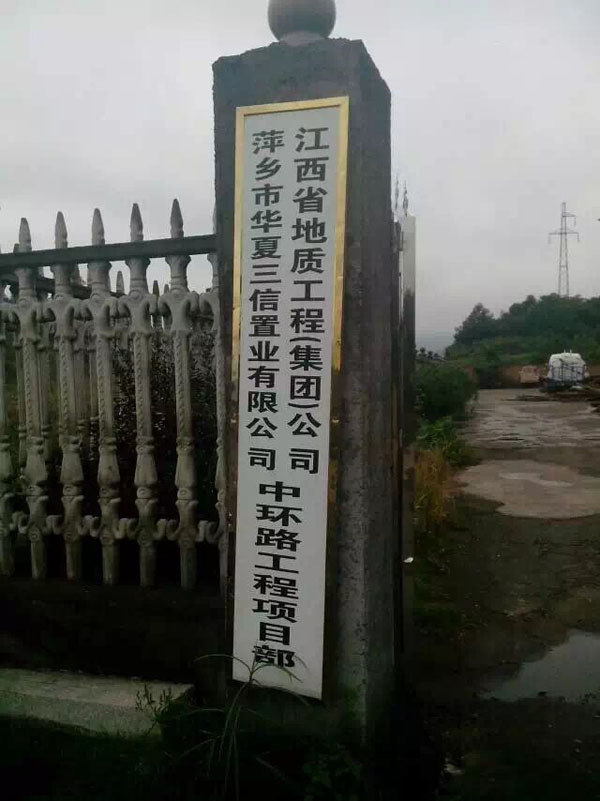 江西省地质工程(集团)公司
萍乡市华夏三信置业有限公司
中环路工程项目部